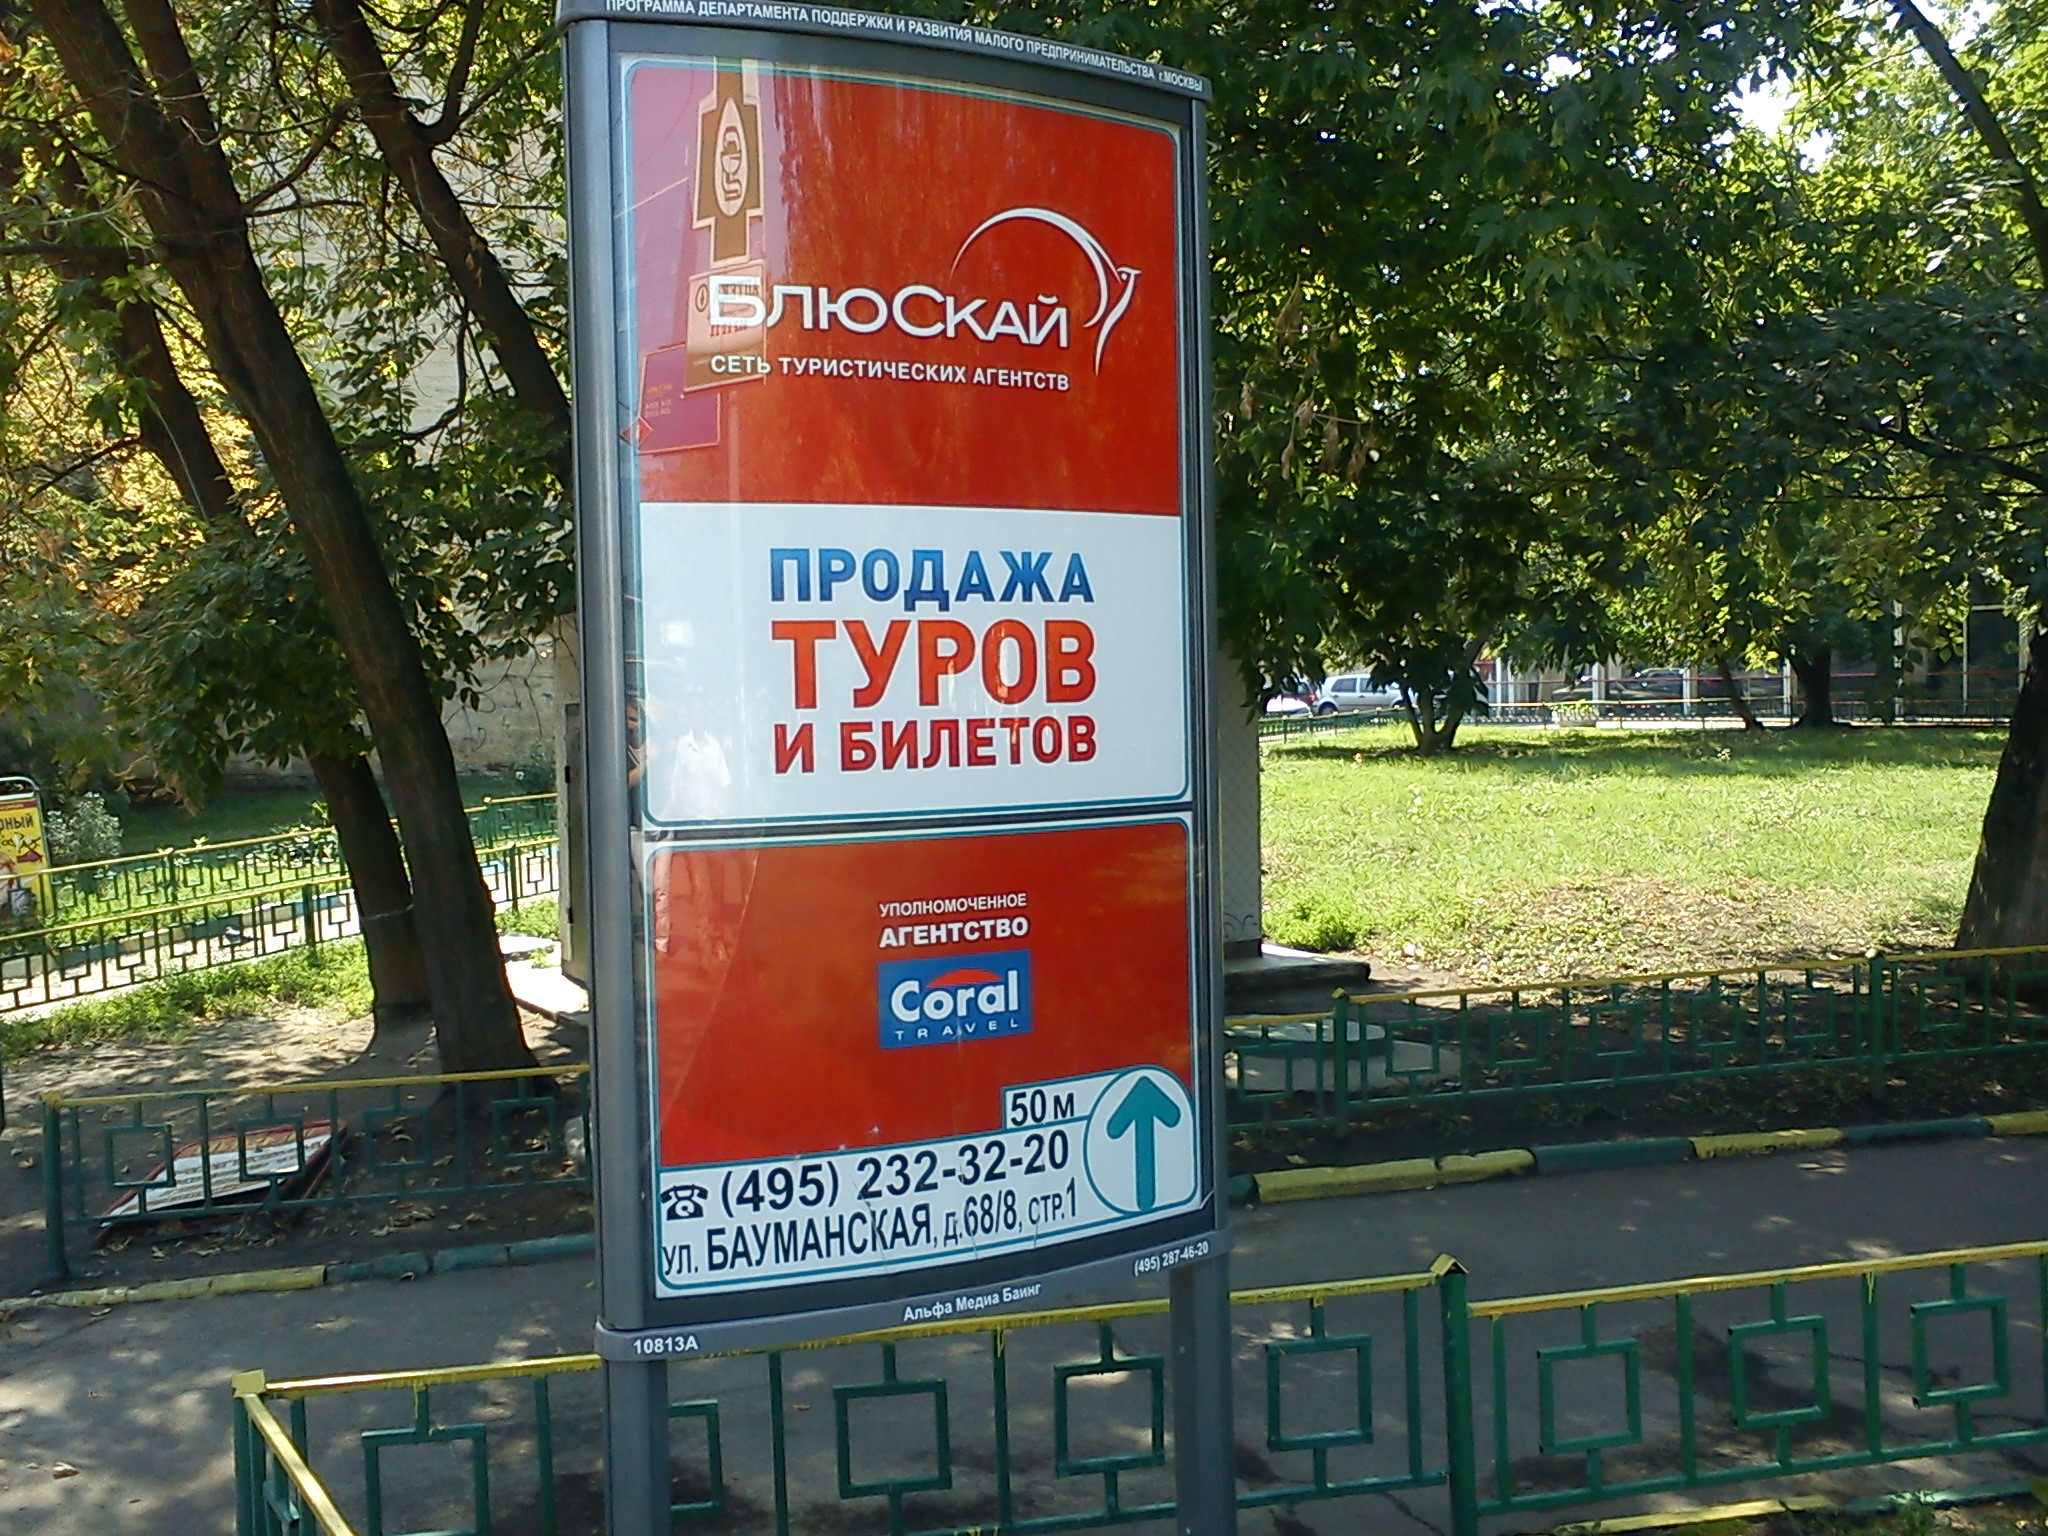 ПРОГРАММА ДЕПАРТАМЕНТА ПОДДЕРЖКИ И РАЗВИТИЯ МАЛОГО ПРЕДПРИНИМАТЕЛЬСТВА г.МОСКВЫ
БЛЮСКАЙ
СЕТЬ ТУРИСТИЧЕСКИХ АГЕНТСТВ
ПРОДАЖА
ТУРОВ
И БИЛЕТОВ
УПОЛНОМОЧЕННОЕ
АГЕНТСТВО
Coral
TRAVEL
50 м
(495) 232-32-20
УЛ. БАУМАНСКАЯ, Д.68/8, СТР.1
Альфа Медиа Баинг
(495) 287-46-20
10813А